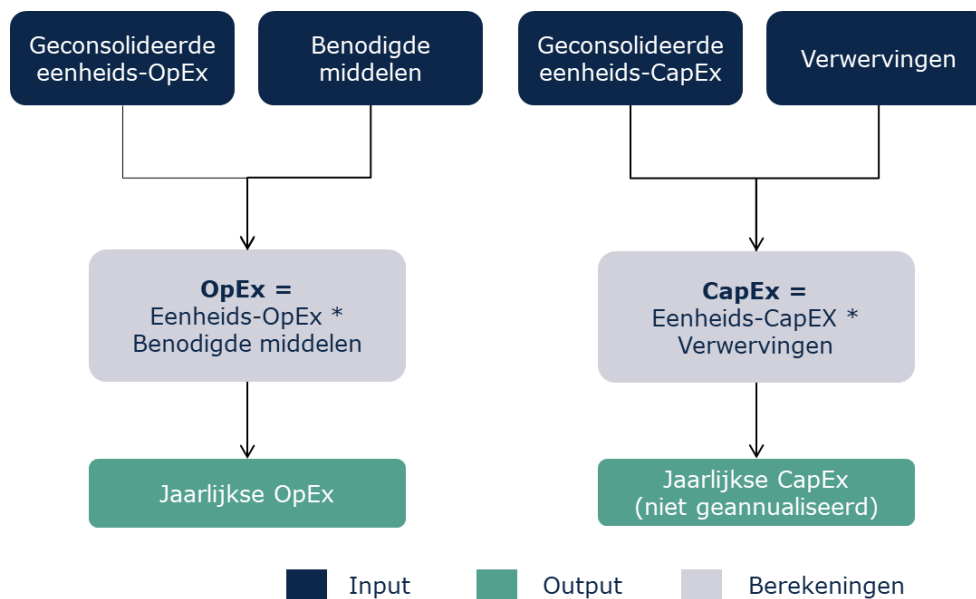 Geconsolideerde
eenheids-OpEx
Benodigde
middelen
Geconsolideerde
eenheids-CapEx
Verwervingen
OpEx =
Eenheids-OpEx *
Benodigde middelen
CapEx =
Eenheids-CapEX *
Verwervingen
Jaarlijkse OpEx
Jaarlijkse CapEx
(niet geannualiseerd)
Input
Output
Berekeningen